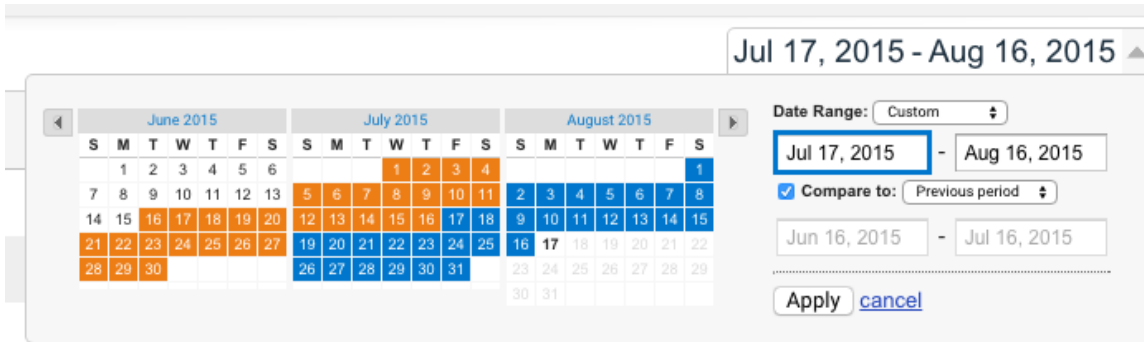 Jul 17, 2015 - Aug 16, 2015
June 2015 July 2015 August 2015
S M T W T F S S M T W T F S S M T W T F S
1 2 3 4 5 6 1 2 3 4 1
7 8 9 10 11 12 13 5 6 7 8 9 10 11 2 3 4 5 6 7 8
14 15 16 17 18 19 20 12 13 14 15 16 17 18 9 10 11 12 13 14 15
21 22 23 24 25 26 27 19 20 21 22 23 24 25 16 17 18 19 20 21 22
28 29 30 26 27 28 29 30 31 23 24 25 26 27 28 29
30 31
Date Range: Custom
Jul 17, 2015 - Aug 16, 2015
Compare to: Previous period
Jun 16, 2015 - Jul 16, 2015
Apply cancel